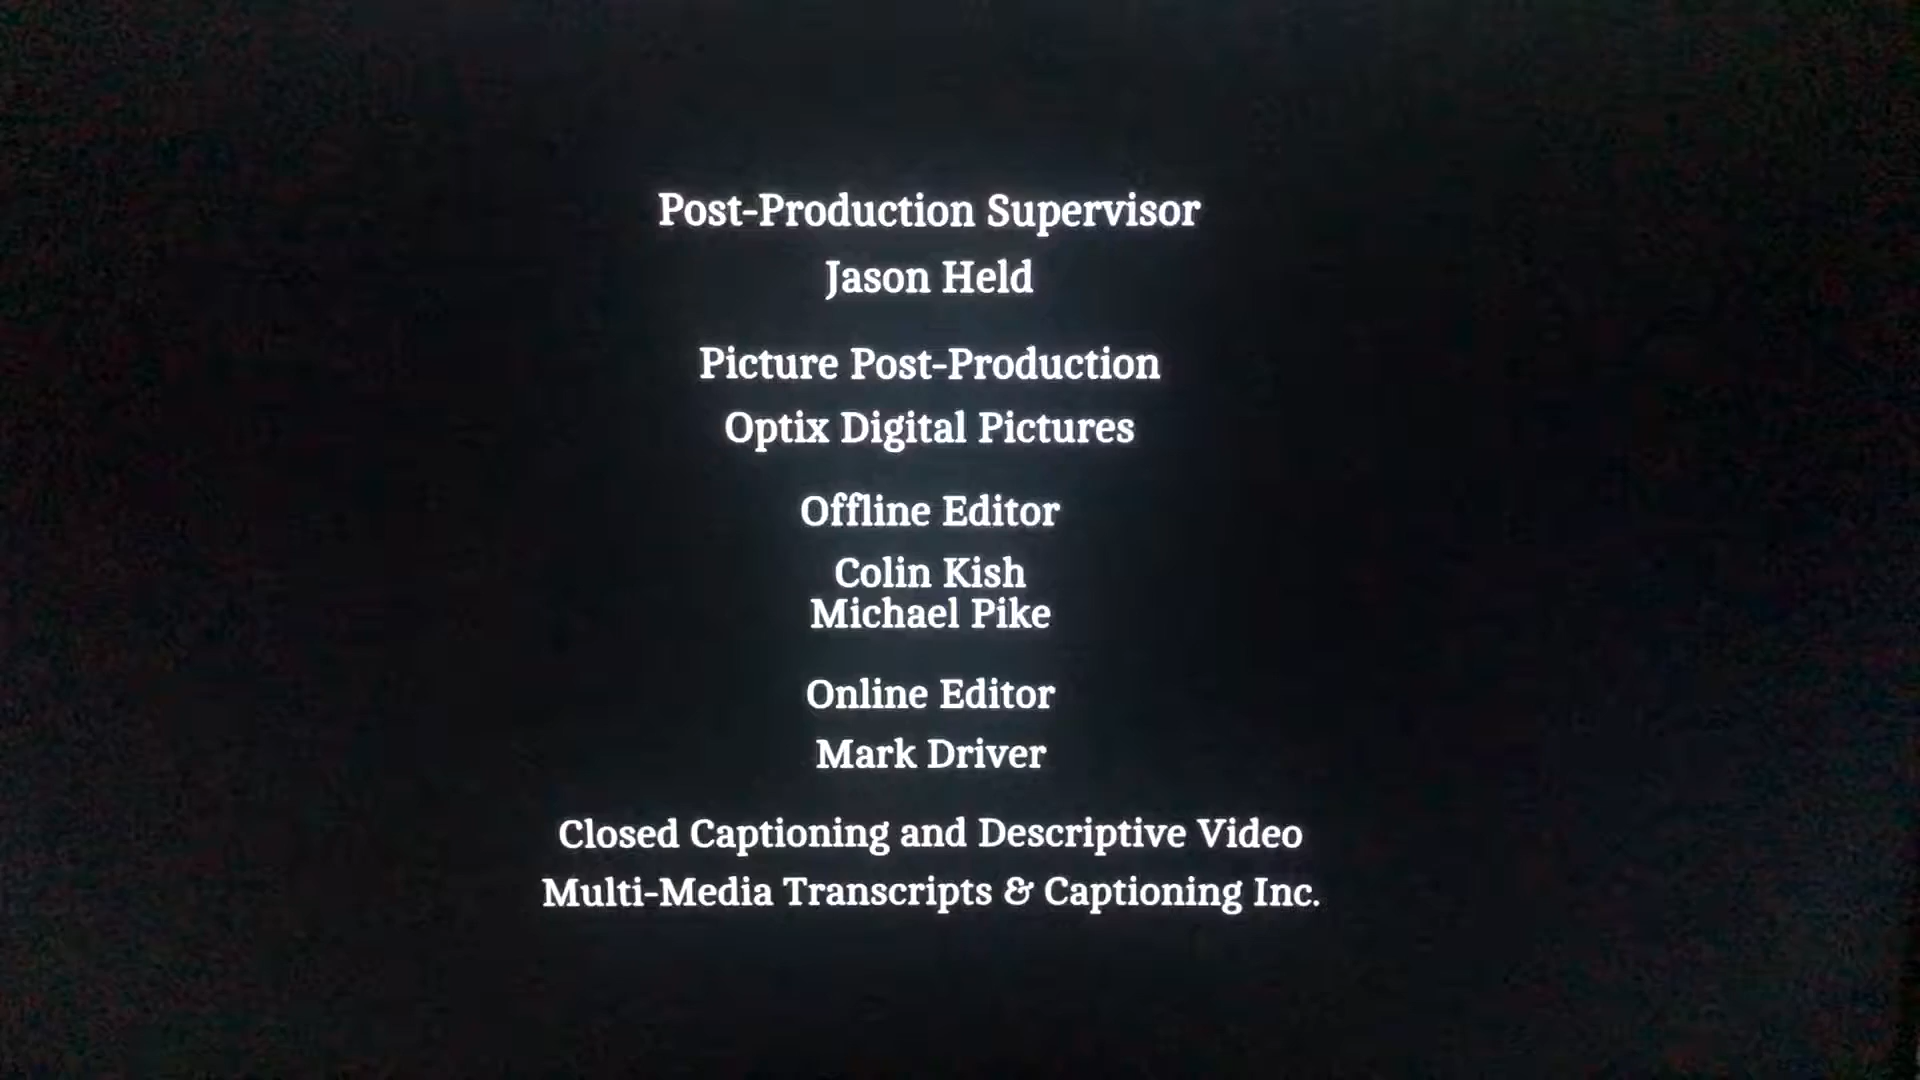 Post-Production Supervisor
Jason Held
Picture Post-Production
Optix Digital Pictures
Offline Editor
Colin Kish
Michael Pike
Online Editor
Mark Driver
Closed Captioning and Descriptive Video
Multi-Media Transcripts & Captioning Inc.